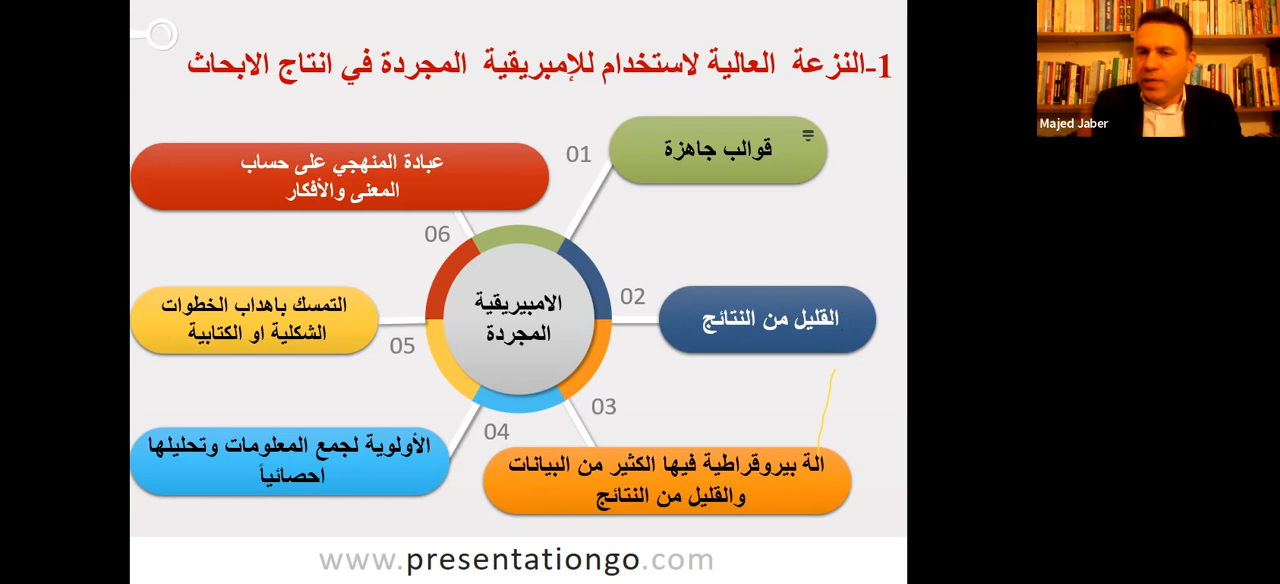 1-النزعة العالية لاستخدام للإمبريقية المجردة في انتاج الابحاث
01
قوالب جاهزة
02
القليل من النتائج
03
الة بيروقراطية فيها الكثير من البيانات
والقليل من النتائج
04
الأولوية لجمع المعلومات وتحليلها
احصائياً
05
التمسك باهداب الخطوات
الشكلية او الكتابية
06
عبادة المنهجي على حساب
المعنى والأفكار
الامبيريقية
المجردة
www.presentationgo.com
Majed Jaber